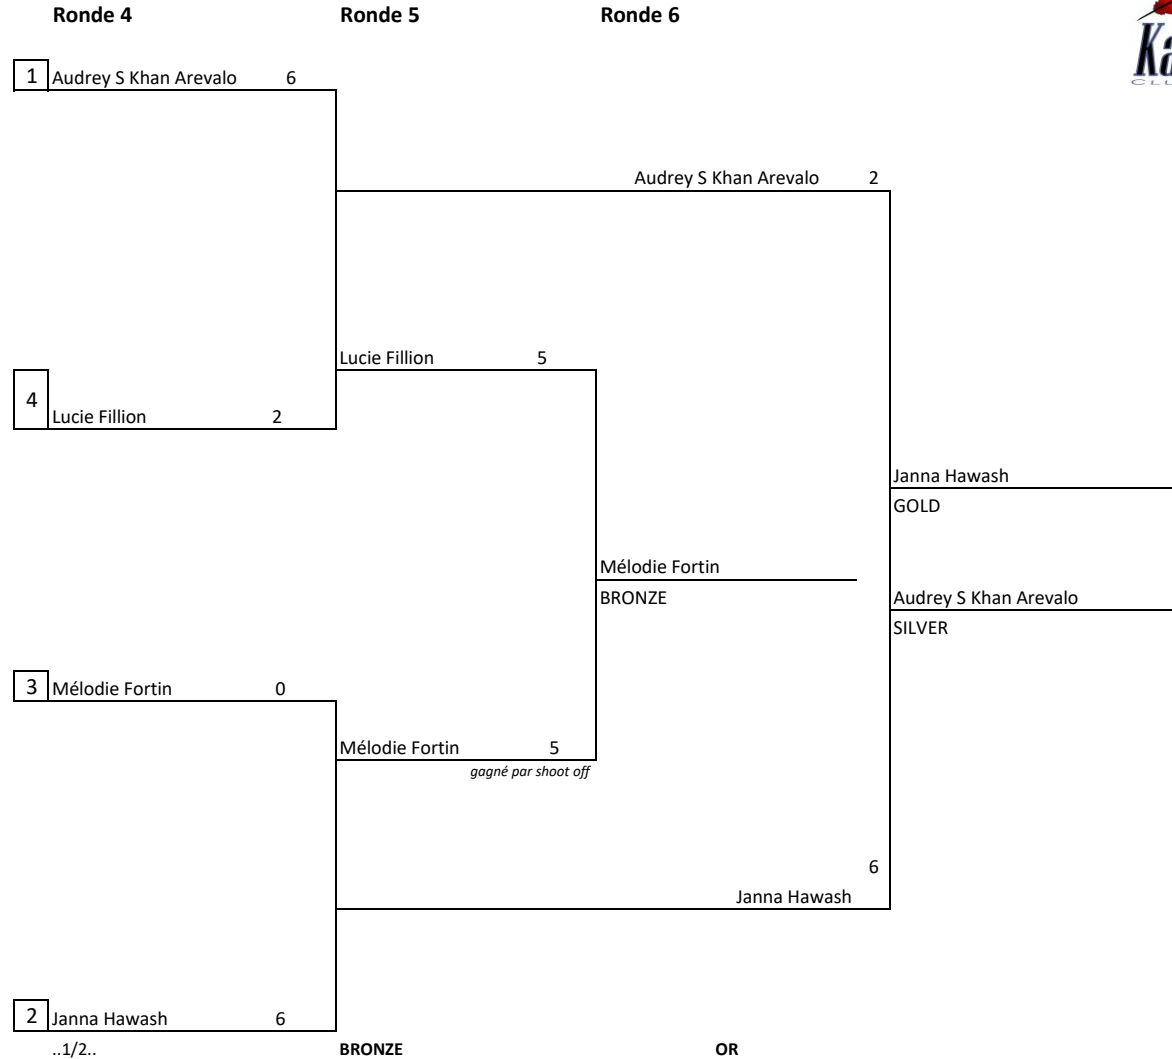 Ronde 4 Ronde 5 Ronde 6
1 Audrey S Khan Arevalo 6
Audrey S Khan Arevalo 2
Lucie Fillion 5
4
Lucie Fillion 2
Janna Hawash
GOLD
Mélodie Fortin
BRONZE
Audrey S Khan Arevalo
SILVER
3 Mélodie Fortin 0
Mélodie Fortin 5
gagné par shoot off
6
Janna Hawash
2 Janna Hawash 6
..1/2.. BRONZE OR